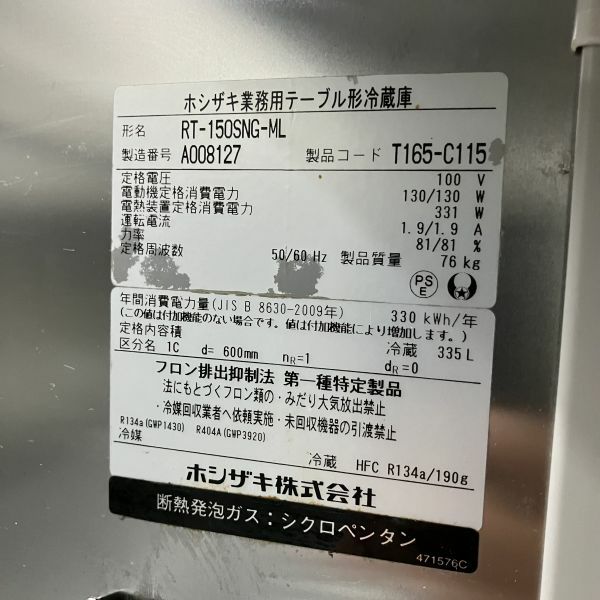 ホシザキ業務用テーブル形冷蔵庫
形名 RT-150SNG-ML
製造番号 A008127 製品コード T165-C115
定格電圧 100 V
電動機定格消費電力 130/130 W
電熱装置定格消費電力 331 W
運転電流 1.9/1.9 A
力率 81/81 %
定格周波数 50/60 Hz 製品質量 76 kg
PS
E
年間消費電力量(JIS B 8630-2009年) 330 kWh/年
(この値は付加機能のない場合です。値は付加機能により増加します。)
定格内容積 冷蔵 335 L
区分名 1C d= 600mm nR=1 dR=0
フロン排出抑制法 第一種特定製品
法にもとづくフロン類の・みだり大気放出禁止
・冷媒回収業者へ依頼実施・未回収機器の引渡禁止
R134a(GWP1430) R404A(GWP3920)
冷媒 冷蔵 HFC R134a/190g
ホシザキ株式会社
断熱発泡ガス：シクロペンタン
471576C